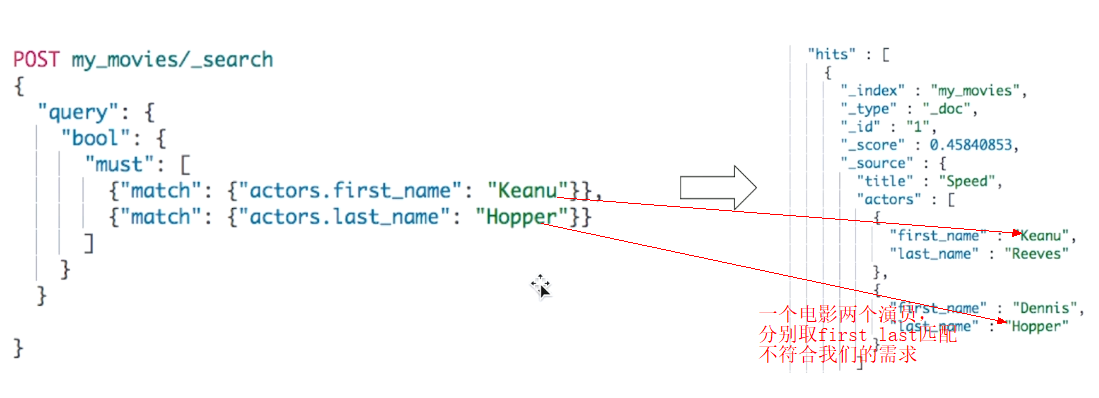 POST my_movies/_search
{
"query": {
"bool": {
"must": [
{"match": {"actors.first_name": "Keanu"}},
{"match": {"actors.last_name": "Hopper"}}
]
}
}
}
"hits" : [
{
"_index" : "my_movies",
"_type" : "_doc",
"_id" : "1",
"_score" : 0.45840853,
"_source" : {
"title" : "Speed",
"actors" : [
{
"first_name" : "Keanu",
"last_name" : "Reeves"
},
{
"first_name" : "Dennis",
"last_name" : "Hopper"
}
]
一个电影两个演员，
分别取first last匹配
不符合我们的需求